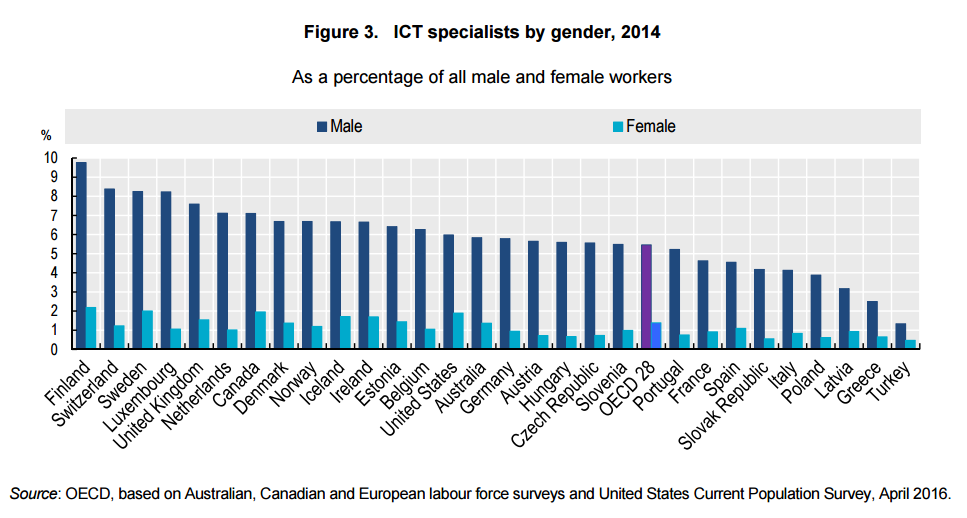 Figure 3. ICT specialists by gender, 2014
As a percentage of all male and female workers
Male
Female
%
10
9
8
7
6
5
4
3
2
1
0
Finland
Switzerland
Sweden
Luxembourg
United Kingdom
Netherlands
Canada
Denmark
Norway
Iceland
Ireland
Estonia
Belgium
United States
Australia
Germany
Austria
Hungary
Czech Republic
Slovenia
OECD 28
Portugal
France
Spain
Slovak Republic
Italy
Poland
Latvia
Greece
Turkey
Source: OECD, based on Australian, Canadian and European labour force surveys and United States Current Population Survey, April 2016.